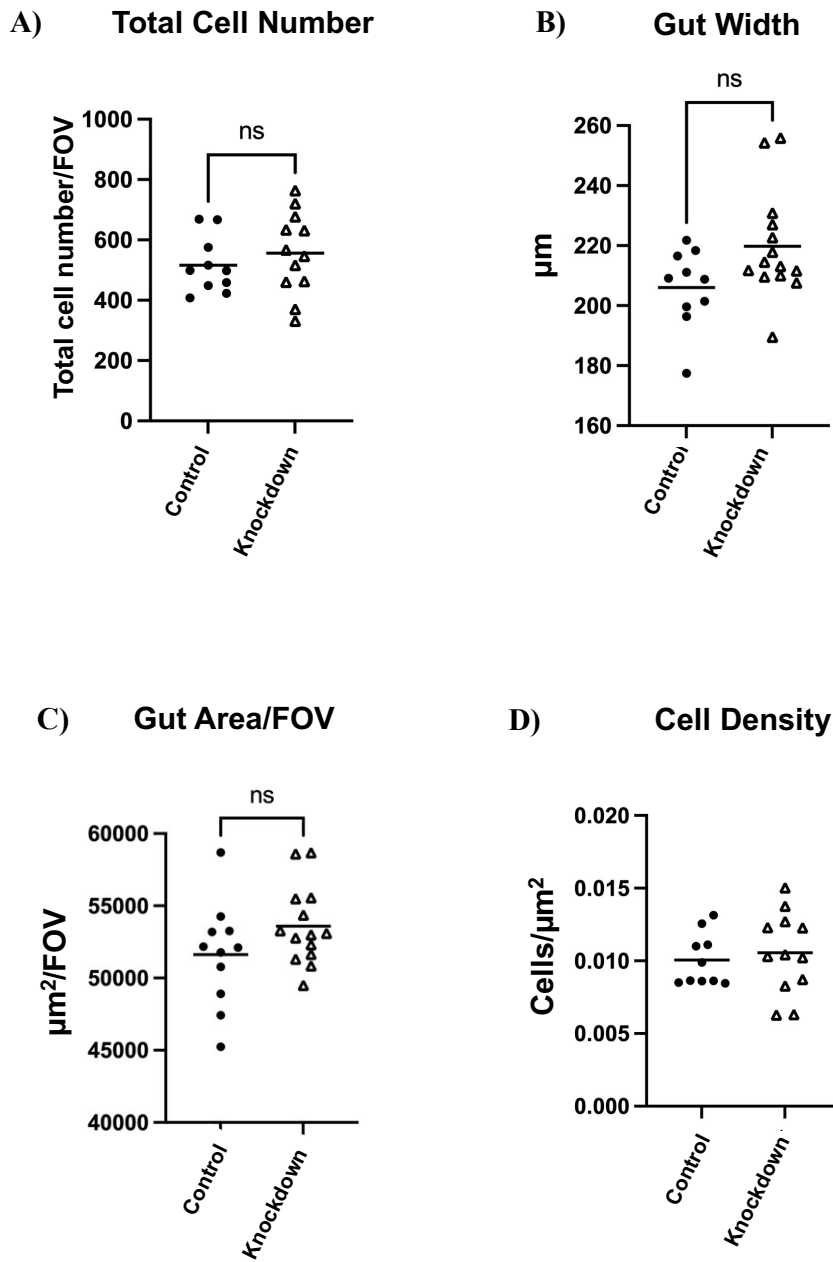 A) Total Cell Number
ns
Total cell number/FOV
1000
800
600
400
200
0
Control
Knockdown
B) Gut Width
ns
µm
260
240
220
200
180
160
Control
Knockdown
C) Gut Area/FOV
ns
µm²/FOV
60000
55000
50000
45000
40000
Control
Knockdown
D) Cell Density
Cells/µm²
0.020
0.015
0.010
0.005
0.000
Control
Knockdown